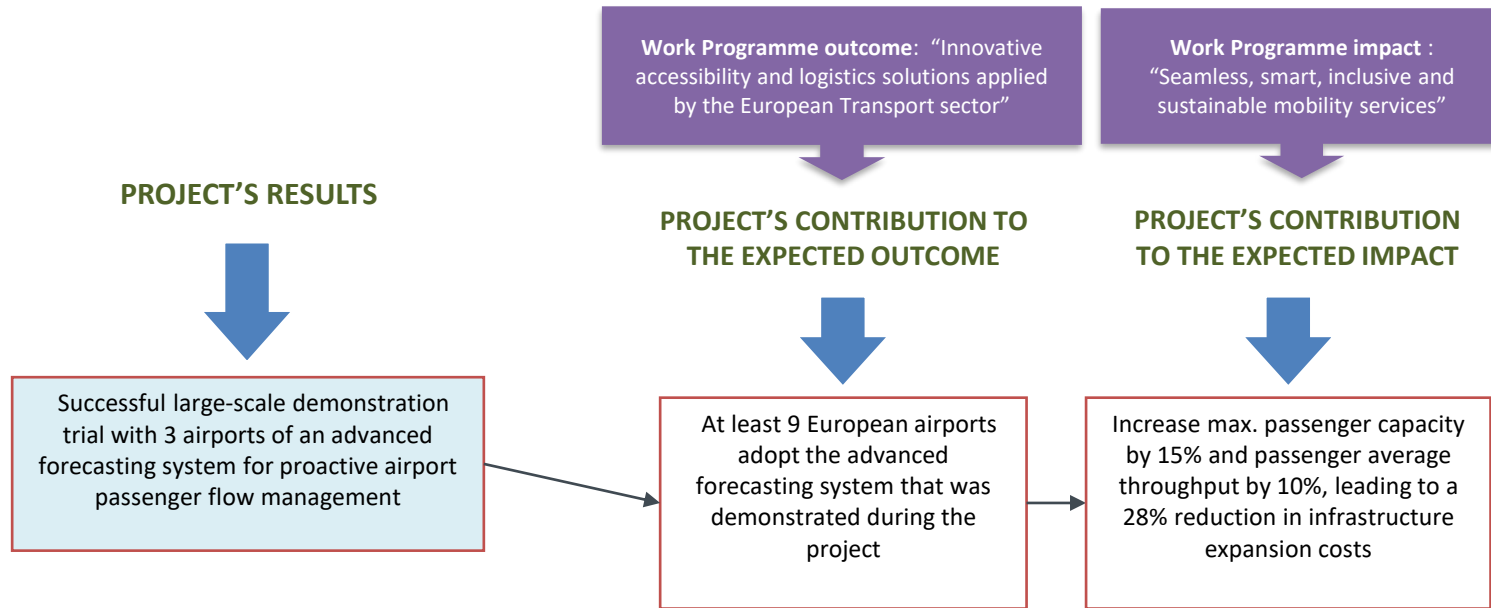 Work Programme outcome: “Innovative
accessibility and logistics solutions applied
by the European Transport sector”
Work Programme impact :
“Seamless, smart, inclusive and
sustainable mobility services”
PROJECT’S RESULTS
PROJECT’S CONTRIBUTION TO
THE EXPECTED OUTCOME
PROJECT’S CONTRIBUTION
TO THE EXPECTED IMPACT
Successful large-scale demonstration
trial with 3 airports of an advanced
forecasting system for proactive airport
passenger flow management
At least 9 European airports
adopt the advanced
forecasting system that was
demonstrated during the
project
Increase max. passenger capacity
by 15% and passenger average
throughput by 10%, leading to a
28% reduction in infrastructure
expansion costs